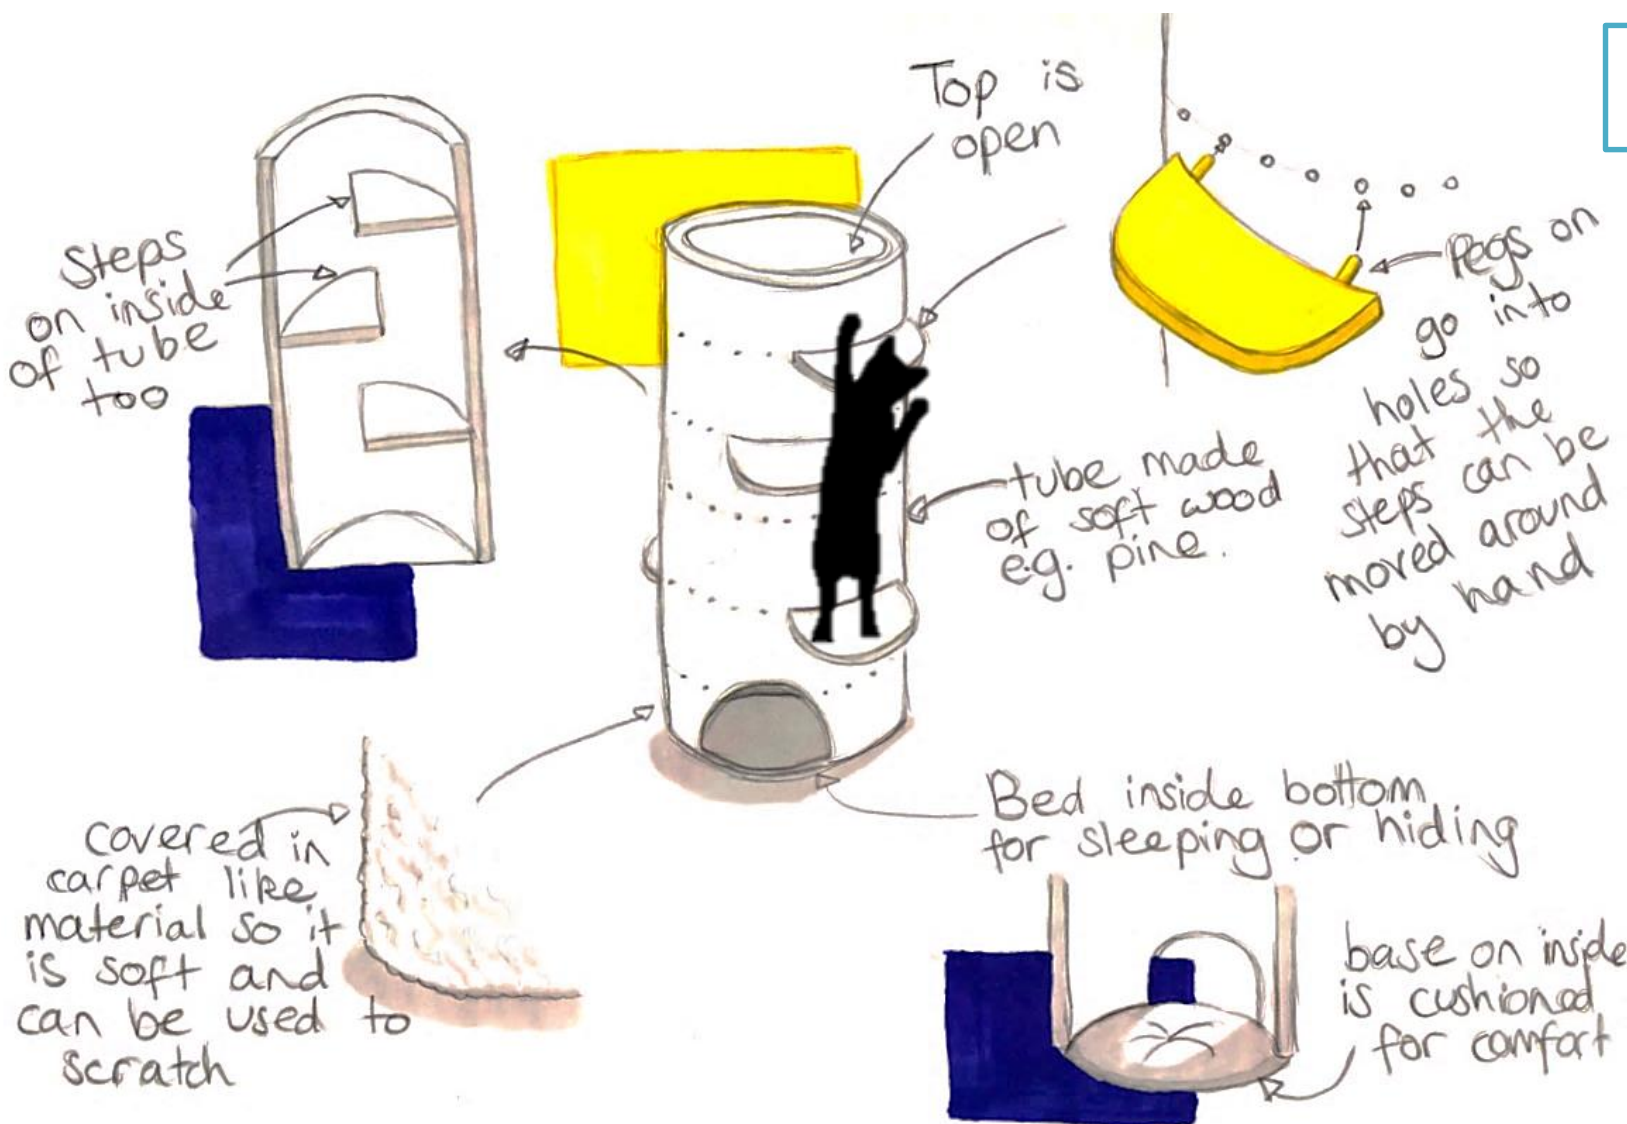 Top is
open
Steps
on inside
of tube
too
Pegs on
go into
holes so
that the
steps can be
moved around
by hand
tube made
of soft wood
e.g. pine.
covered in
carpet like
material so it
is soft and
can be used to
scratch
Bed inside bottom
for sleeping or hiding
base on inside
is cushioned
for comfort